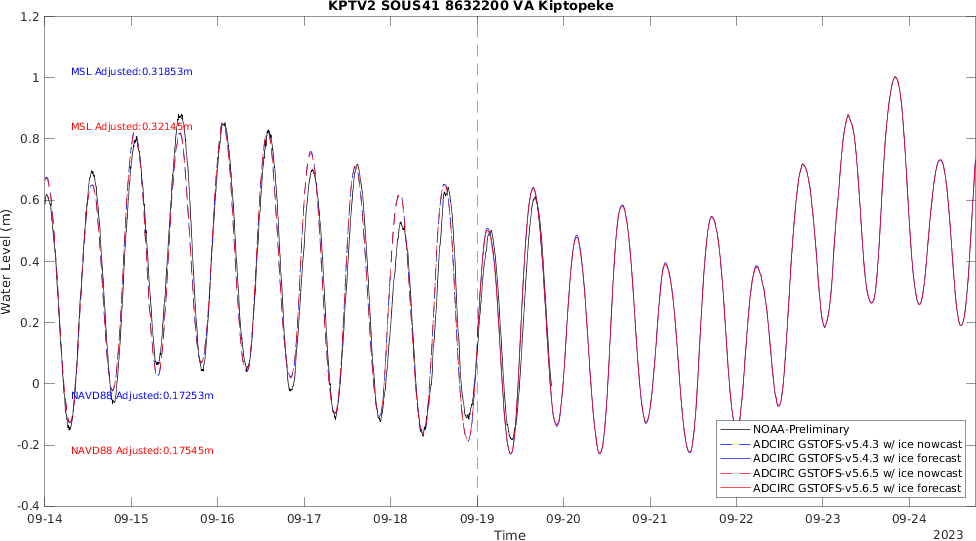 KPTV2 SOUS41 8632200 VA Kiptopeke
1.2
1
0.8
0.6
0.4
0.2
0
-0.2
-0.4
Water Level (m)
MSL Adjusted:0.31853m
MSL Adjusted:0.32145m
NAVD88 Adjusted:0.17253m
NAVD88 Adjusted:0.17545m
NOAA-Preliminary
ADCIRC GSTOFS-v5.4.3 w/ ice nowcast
ADCIRC GSTOFS-v5.4.3 w/ ice forecast
ADCIRC GSTOFS-v5.6.5 w/ ice nowcast
ADCIRC GSTOFS-v5.6.5 w/ ice forecast
09-14 09-15 09-16 09-17 09-18 09-19 09-20 09-21 09-22 09-23 09-24
Time
2023